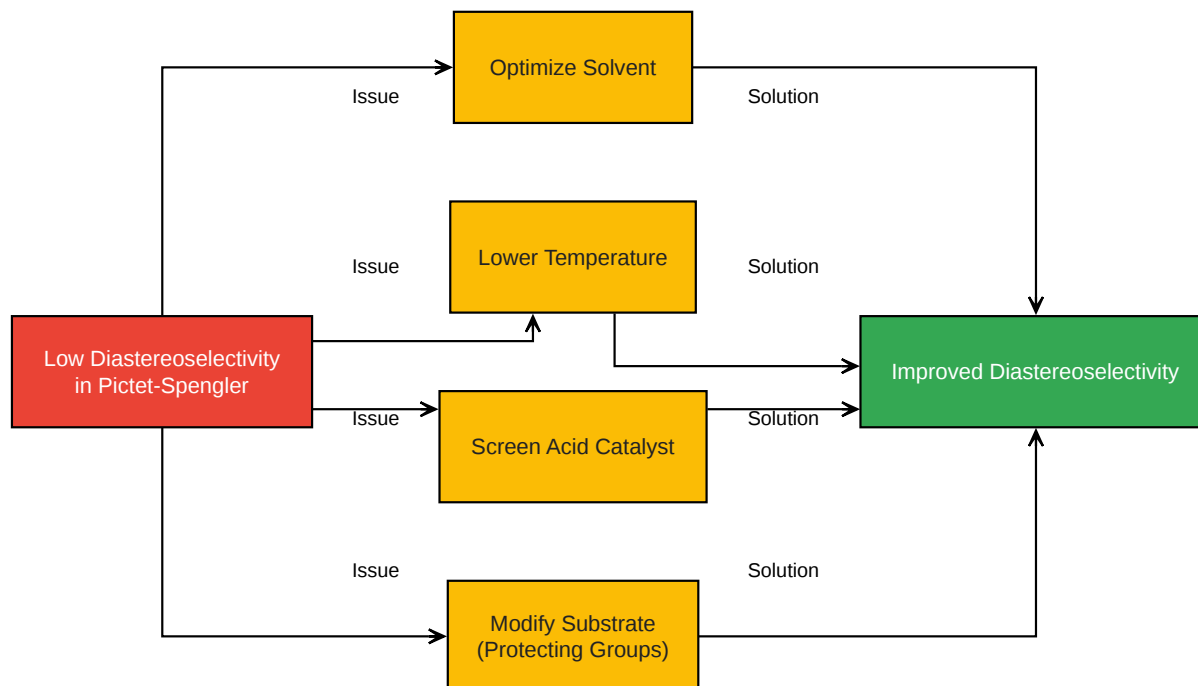 Optimize Solvent
Issue
Solution
Lower Temperature
Issue
Solution
Low Diastereoselectivity
in Pictet-Spengler
Improved Diastereoselectivity
Issue
Solution
Screen Acid Catalyst
Issue
Solution
Modify Substrate
(Protecting Groups)